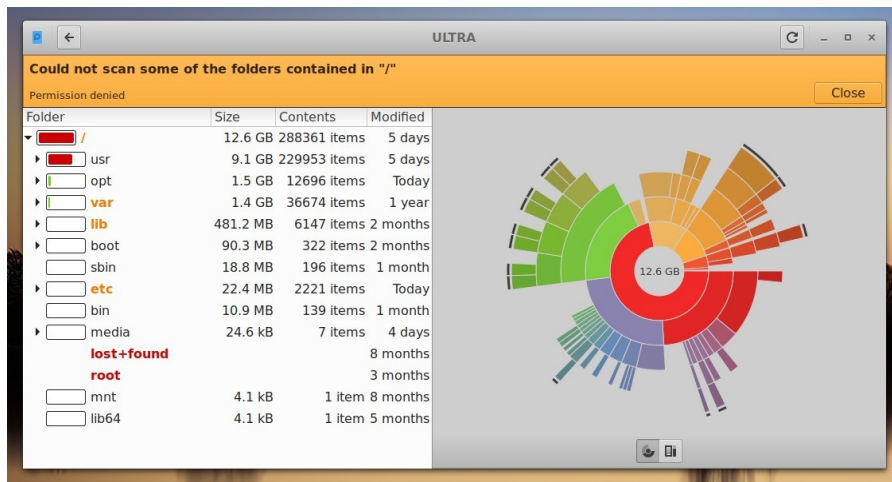 ULTRA
Could not scan some of the folders contained in "/"
Permission denied
Close
Folder Size Contents Modified
/ 12.6 GB 288361 items 5 days
usr 9.1 GB 229953 items 5 days
opt 1.5 GB 12696 items Today
var 1.4 GB 36674 items 1 year
lib 481.2 MB 6147 items 2 months
boot 90.3 MB 322 items 2 months
sbin 18.8 MB 196 items 1 month
etc 22.4 MB 2221 items Today
bin 10.9 MB 139 items 1 month
media 24.6 kB 7 items 4 days
lost+found 8 months
root 3 months
mnt 4.1 kB 1 item 8 months
lib64 4.1 kB 1 item 5 months
12.6 GB